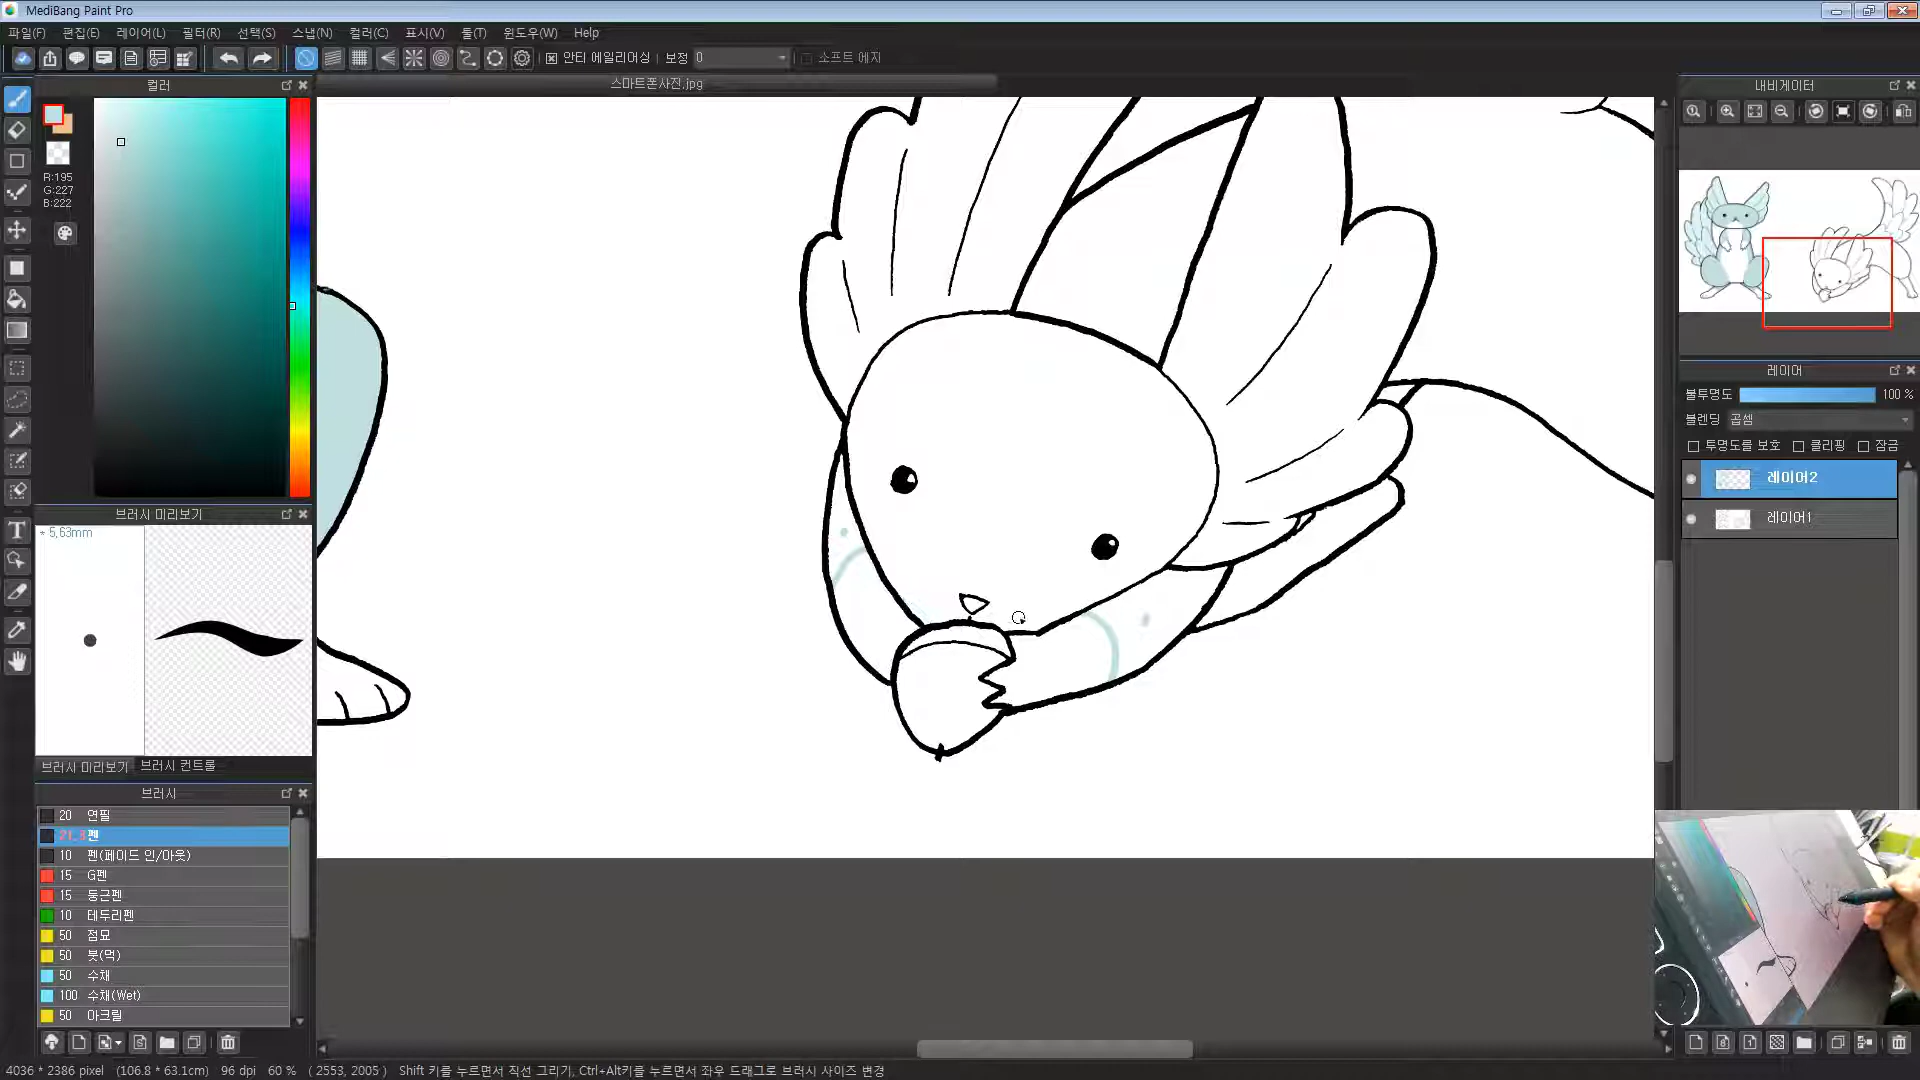 MediBang Paint Pro
파일(F) 편집(E) 레이어(L) 필터(R) 선택(S) 스냅(N) 컬러(C) 표시(V) 툴(T) 윈도우(W) Help
안티 에일리어싱 보정 0 소프트 에지
컬러
스마트폰사진.jpg
내비게이터
R:195
G:227
B:222
레이어
불투명도 100 %
블렌딩 곱셈
투명도를 보호 클리핑 잠금
레이어2
레이어1
브러시 미리보기
* 5,63mm
브러시 미리보기 브러시 컨트롤
브러시
20 연필
21.3 펜
10 펜(페이드 인/아웃)
15 G펜
15 둥근펜
10 테두리펜
50 점묘
50 붓(먹)
50 수채
100 수채(Wet)
50 아크릴
4036 * 2386 pixel (106.8 * 63.1cm) 96 dpi 60 % ( 2553, 2005 ) Shift 키를 누르면서 직선 그리기, Ctrl+Alt키를 누르면서 좌우 드래그로 브러시 사이즈 변경